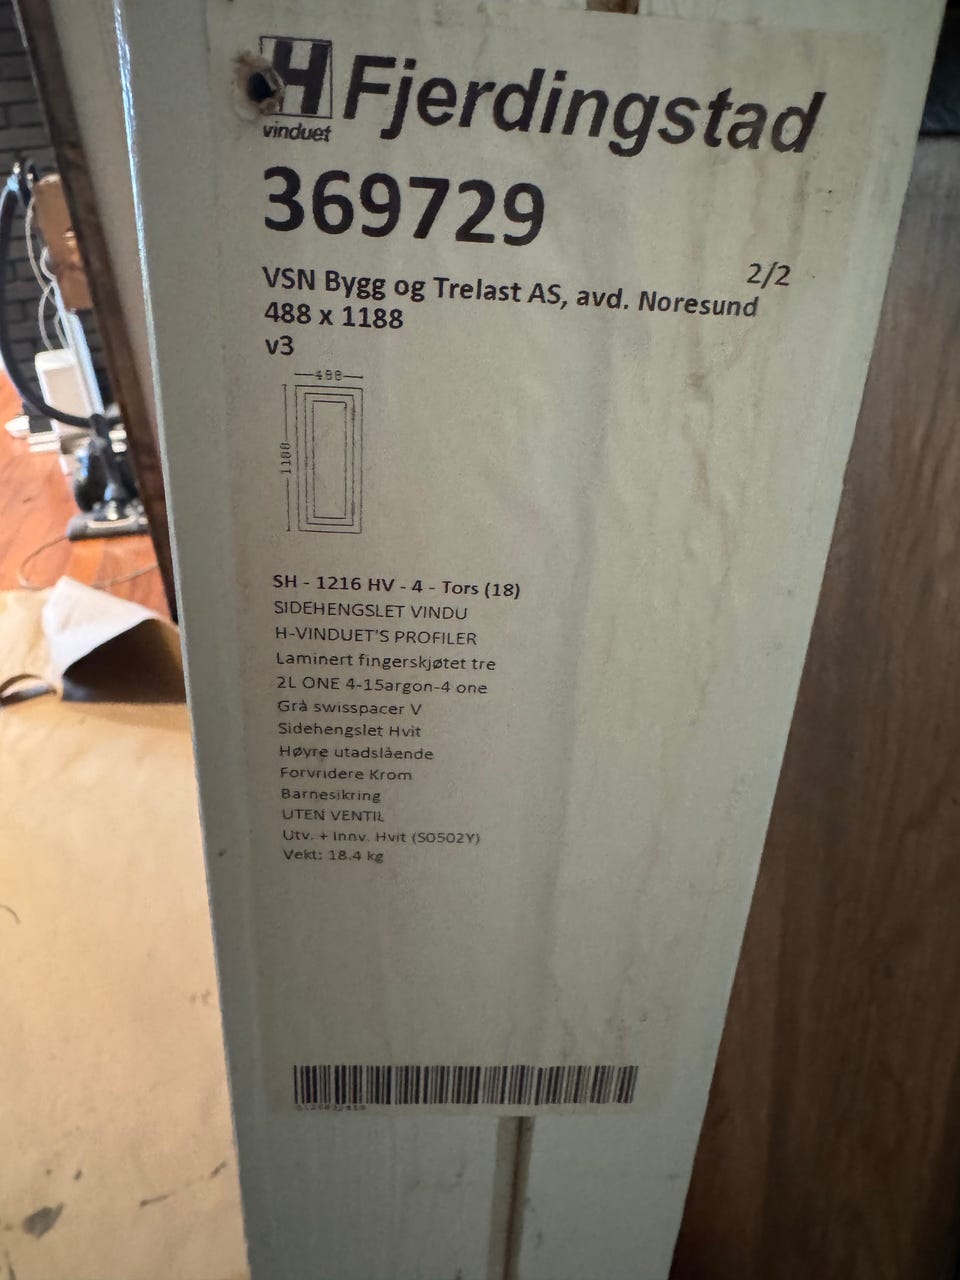 H Fjerdingstad
vinduet
369729
2/2
VSN Bygg og Trelast AS, avd. Noresund
488 x 1188
v3
488
1188
SH - 1216 HV - 4 - Tors (18)
SIDEHENGSLET VINDU
H-VINDUET'S PROFILER
Laminert fingerskjøtet tre
2L ONE 4-15argon-4 one
Grå swisspacer V
Sidehengslet Hvit
Høyre utadslående
Forvridere Krom
Barnesikring
UTEN VENTIL
Utv. + Innv. Hvit (S0502Y)
Vekt: 18.4 kg